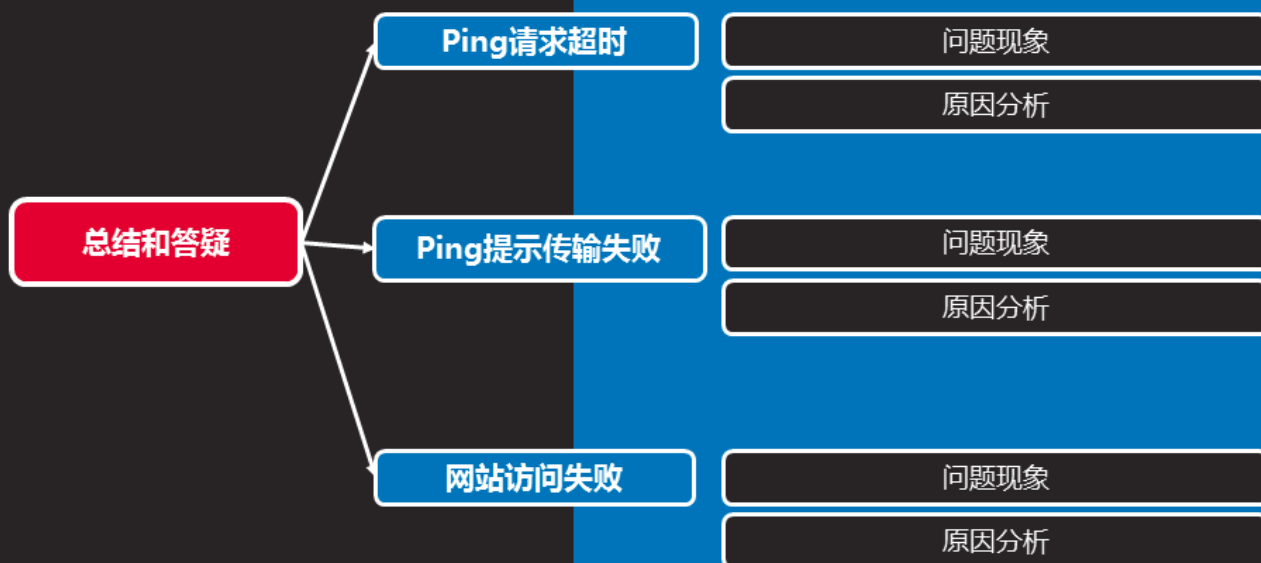 总结和答疑
Ping请求超时
问题现象
原因分析
Ping提示传输失败
问题现象
原因分析
网站访问失败
问题现象
原因分析